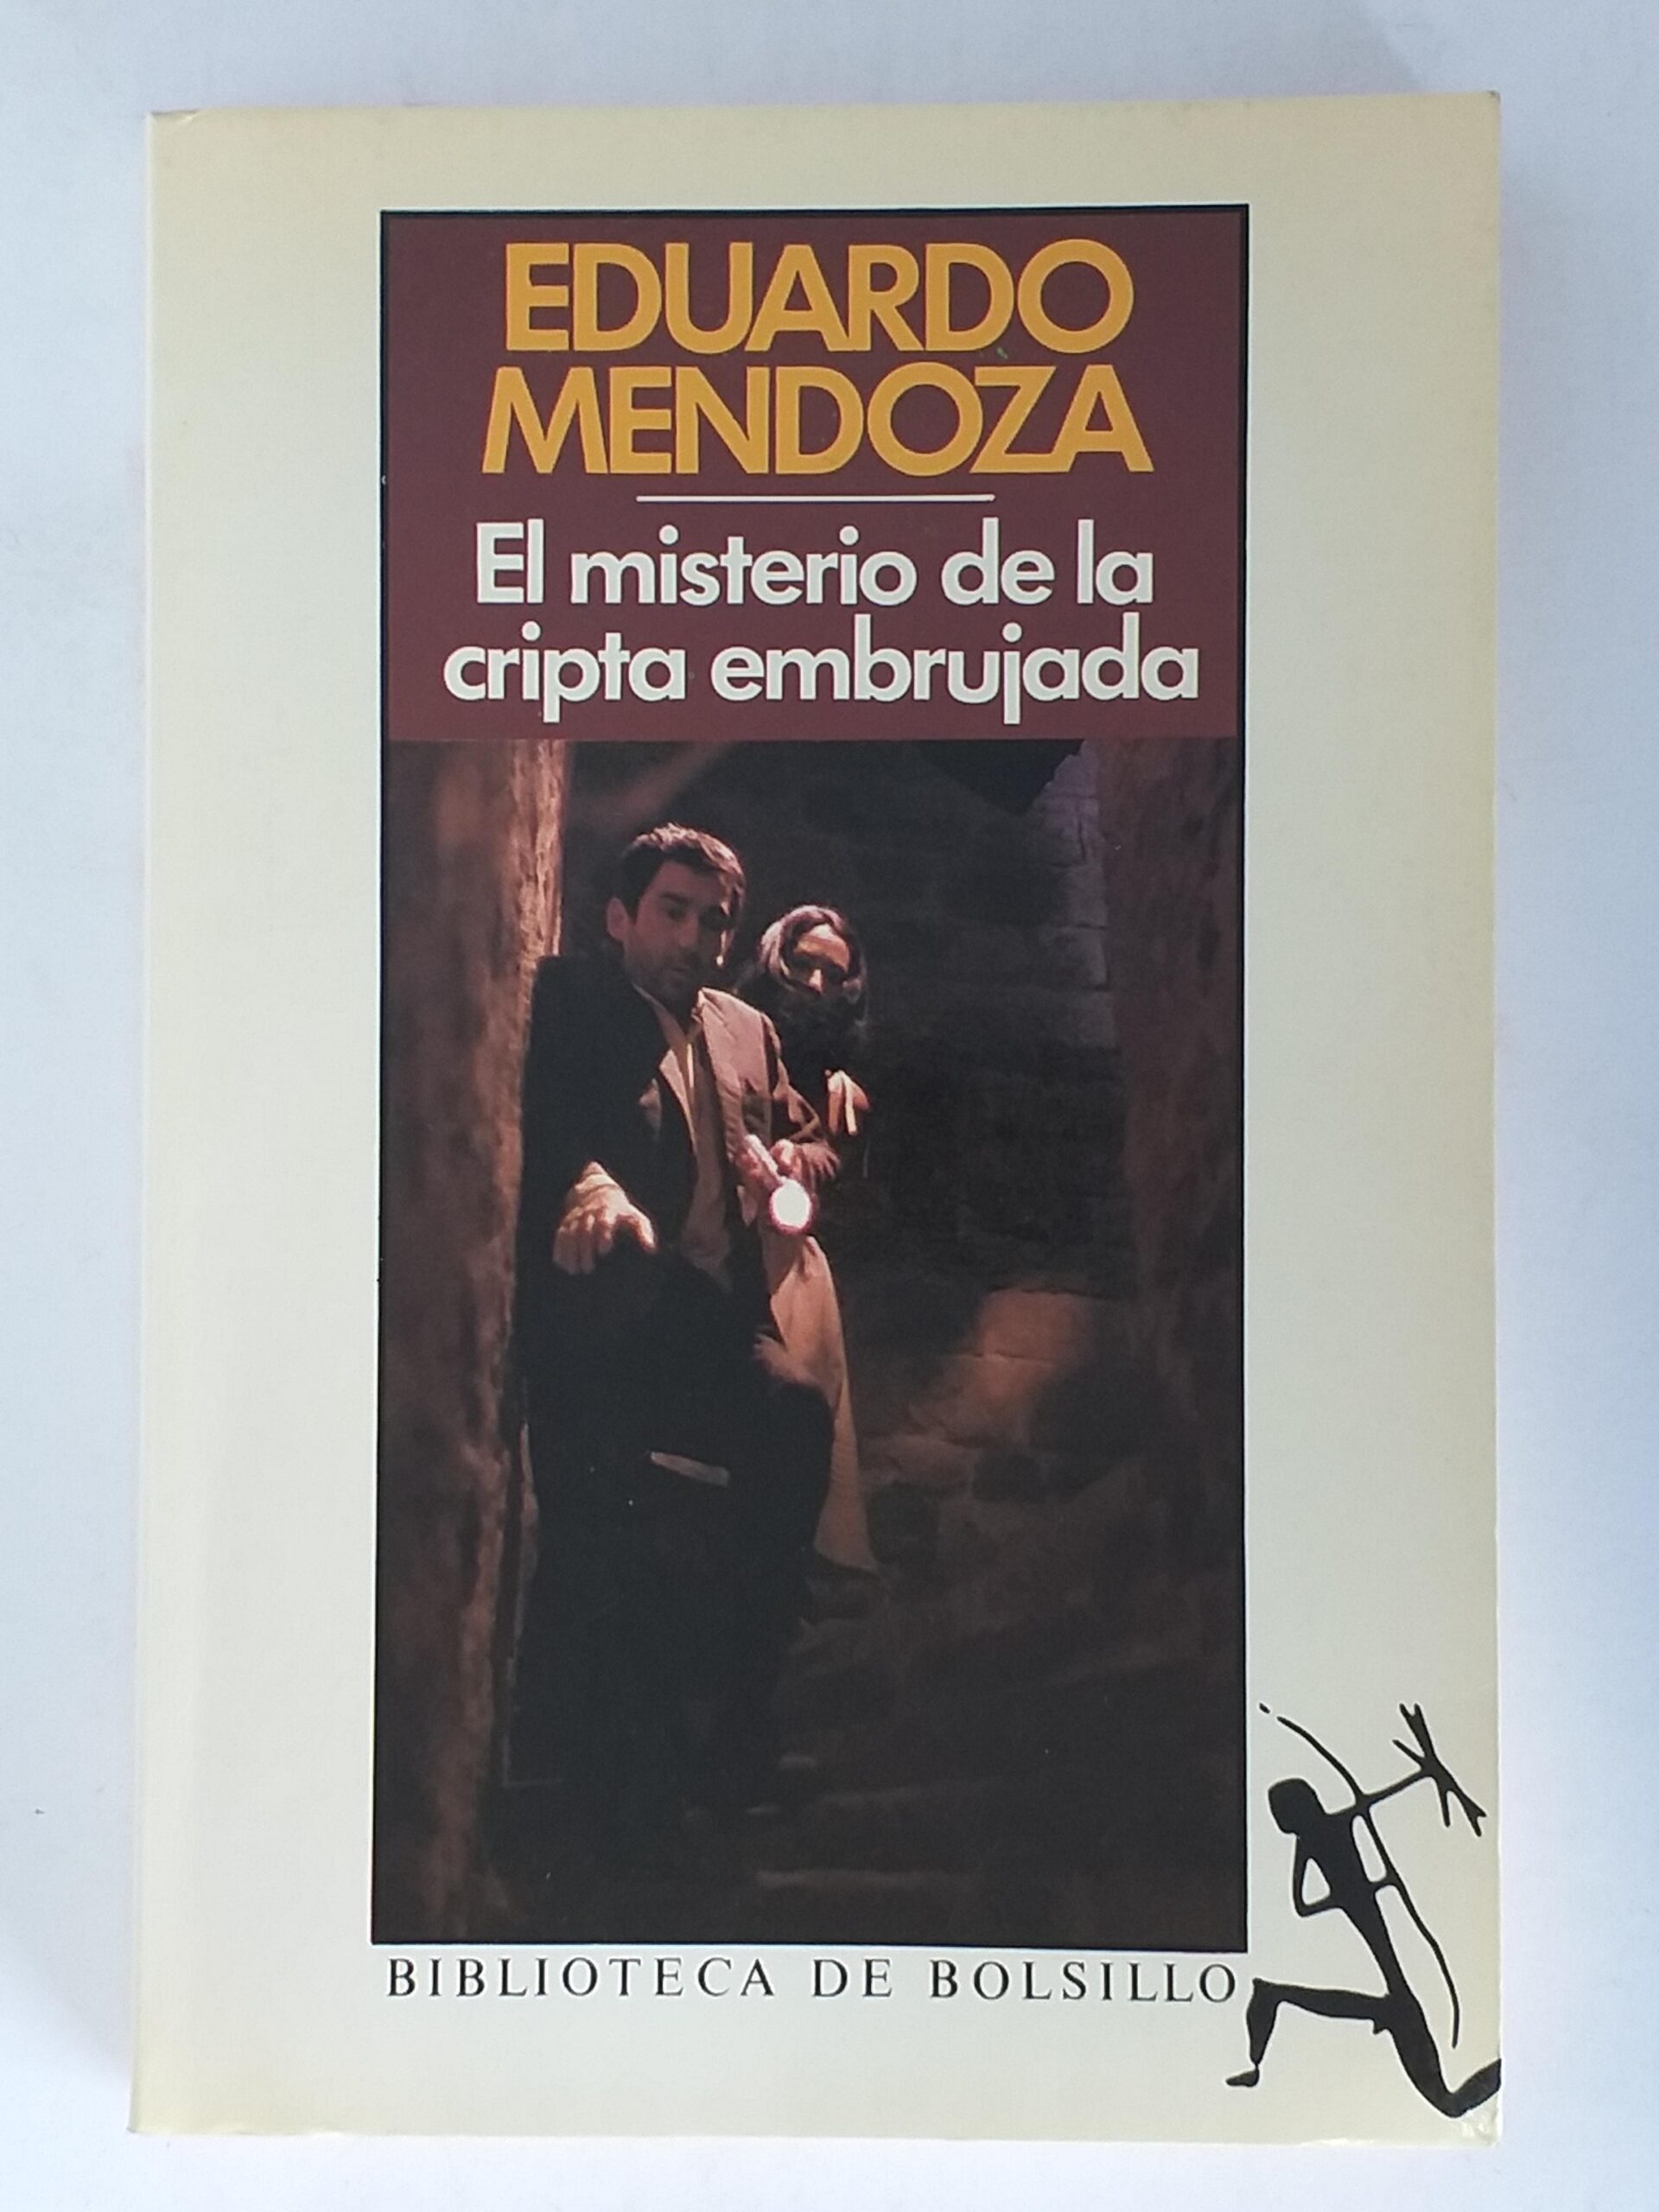 EDUARDO
MENDOZA
El misterio de la
cripta embrujada
BIBLIOTECA DE BOLSILLO